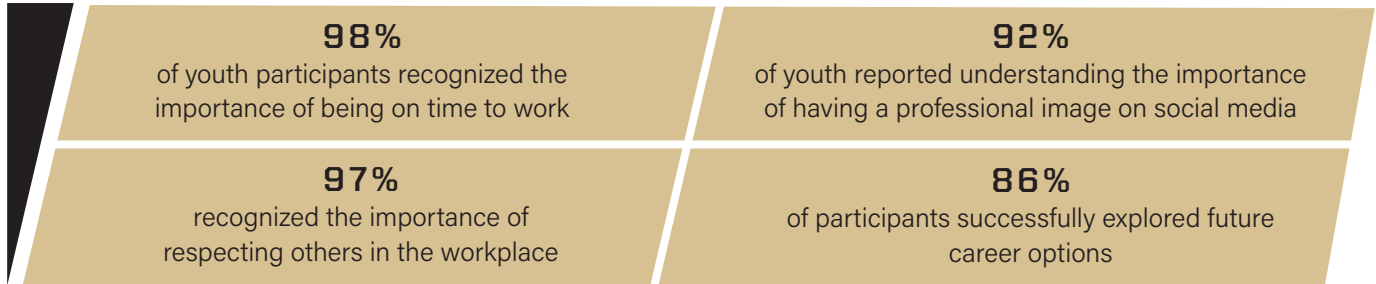 98%
of youth participants recognized the
importance of being on time to work
92%
of youth reported understanding the importance
of having a professional image on social media
97%
recognized the importance of
respecting others in the workplace
86%
of participants successfully explored future
career options